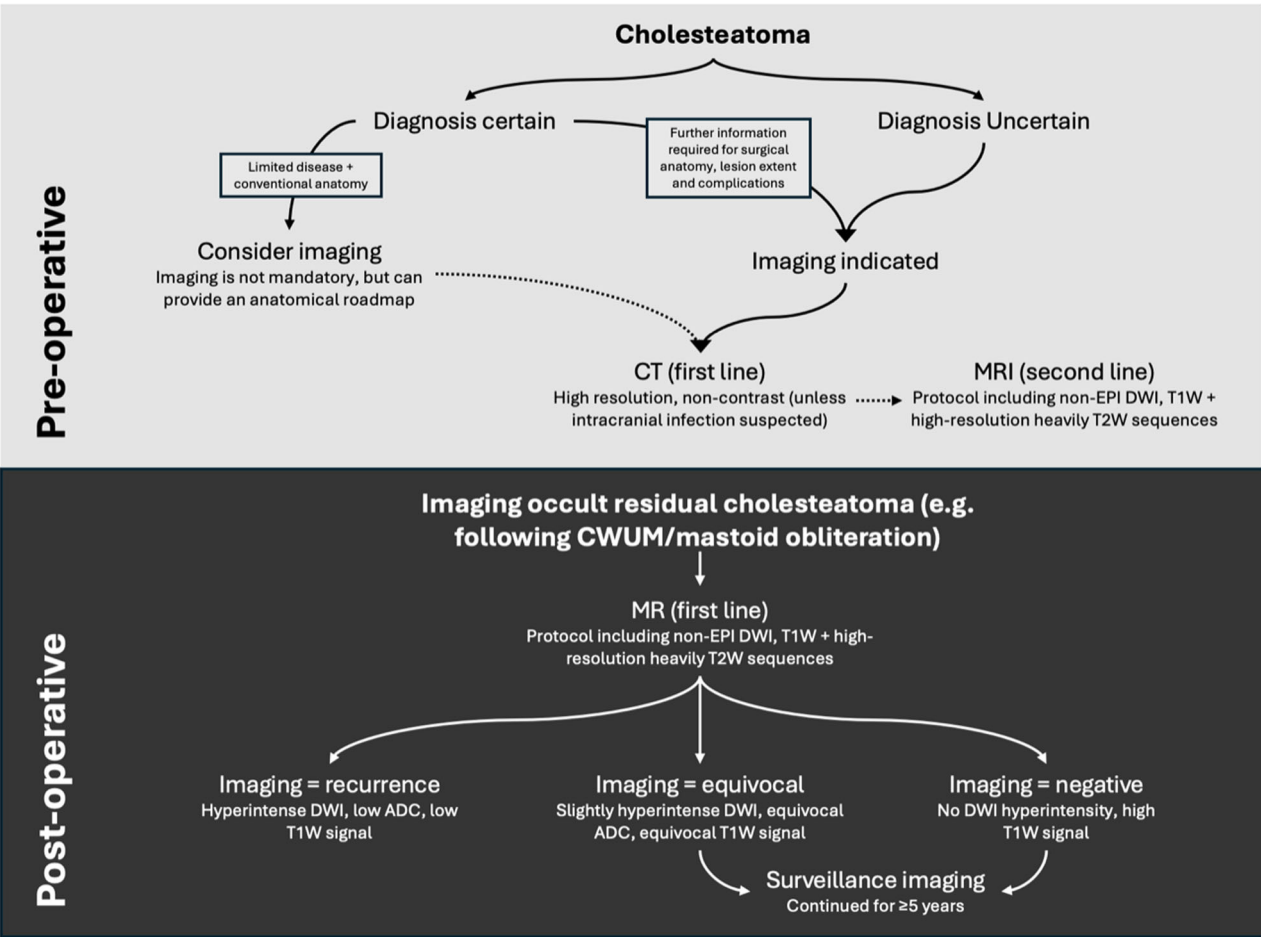 Pre-operative
Cholesteatoma
Diagnosis certain
Diagnosis Uncertain
Limited disease +
conventional anatomy
Further information
required for surgical
anatomy, lesion extent
and complications
Consider imaging
Imaging is not mandatory, but can
provide an anatomical roadmap
Imaging indicated
CT (first line)
High resolution, non-contrast (unless
intracranial infection suspected)
MRI (second line)
Protocol including non-EPI DWI, T1W +
high-resolution heavily T2W sequences
Post-operative
Imaging occult residual cholesteatoma (e.g.
following CWUM/mastoid obliteration)
MR (first line)
Protocol including non-EPI DWI, T1W + high-
resolution heavily T2W sequences
Imaging = recurrence
Hyperintense DWI, low ADC, low
T1W signal
Imaging = equivocal
Slightly hyperintense DWI, equivocal
ADC, equivocal T1W signal
Imaging = negative
No DWI hyperintensity, high
T1W signal
Surveillance imaging
Continued for ≥5 years